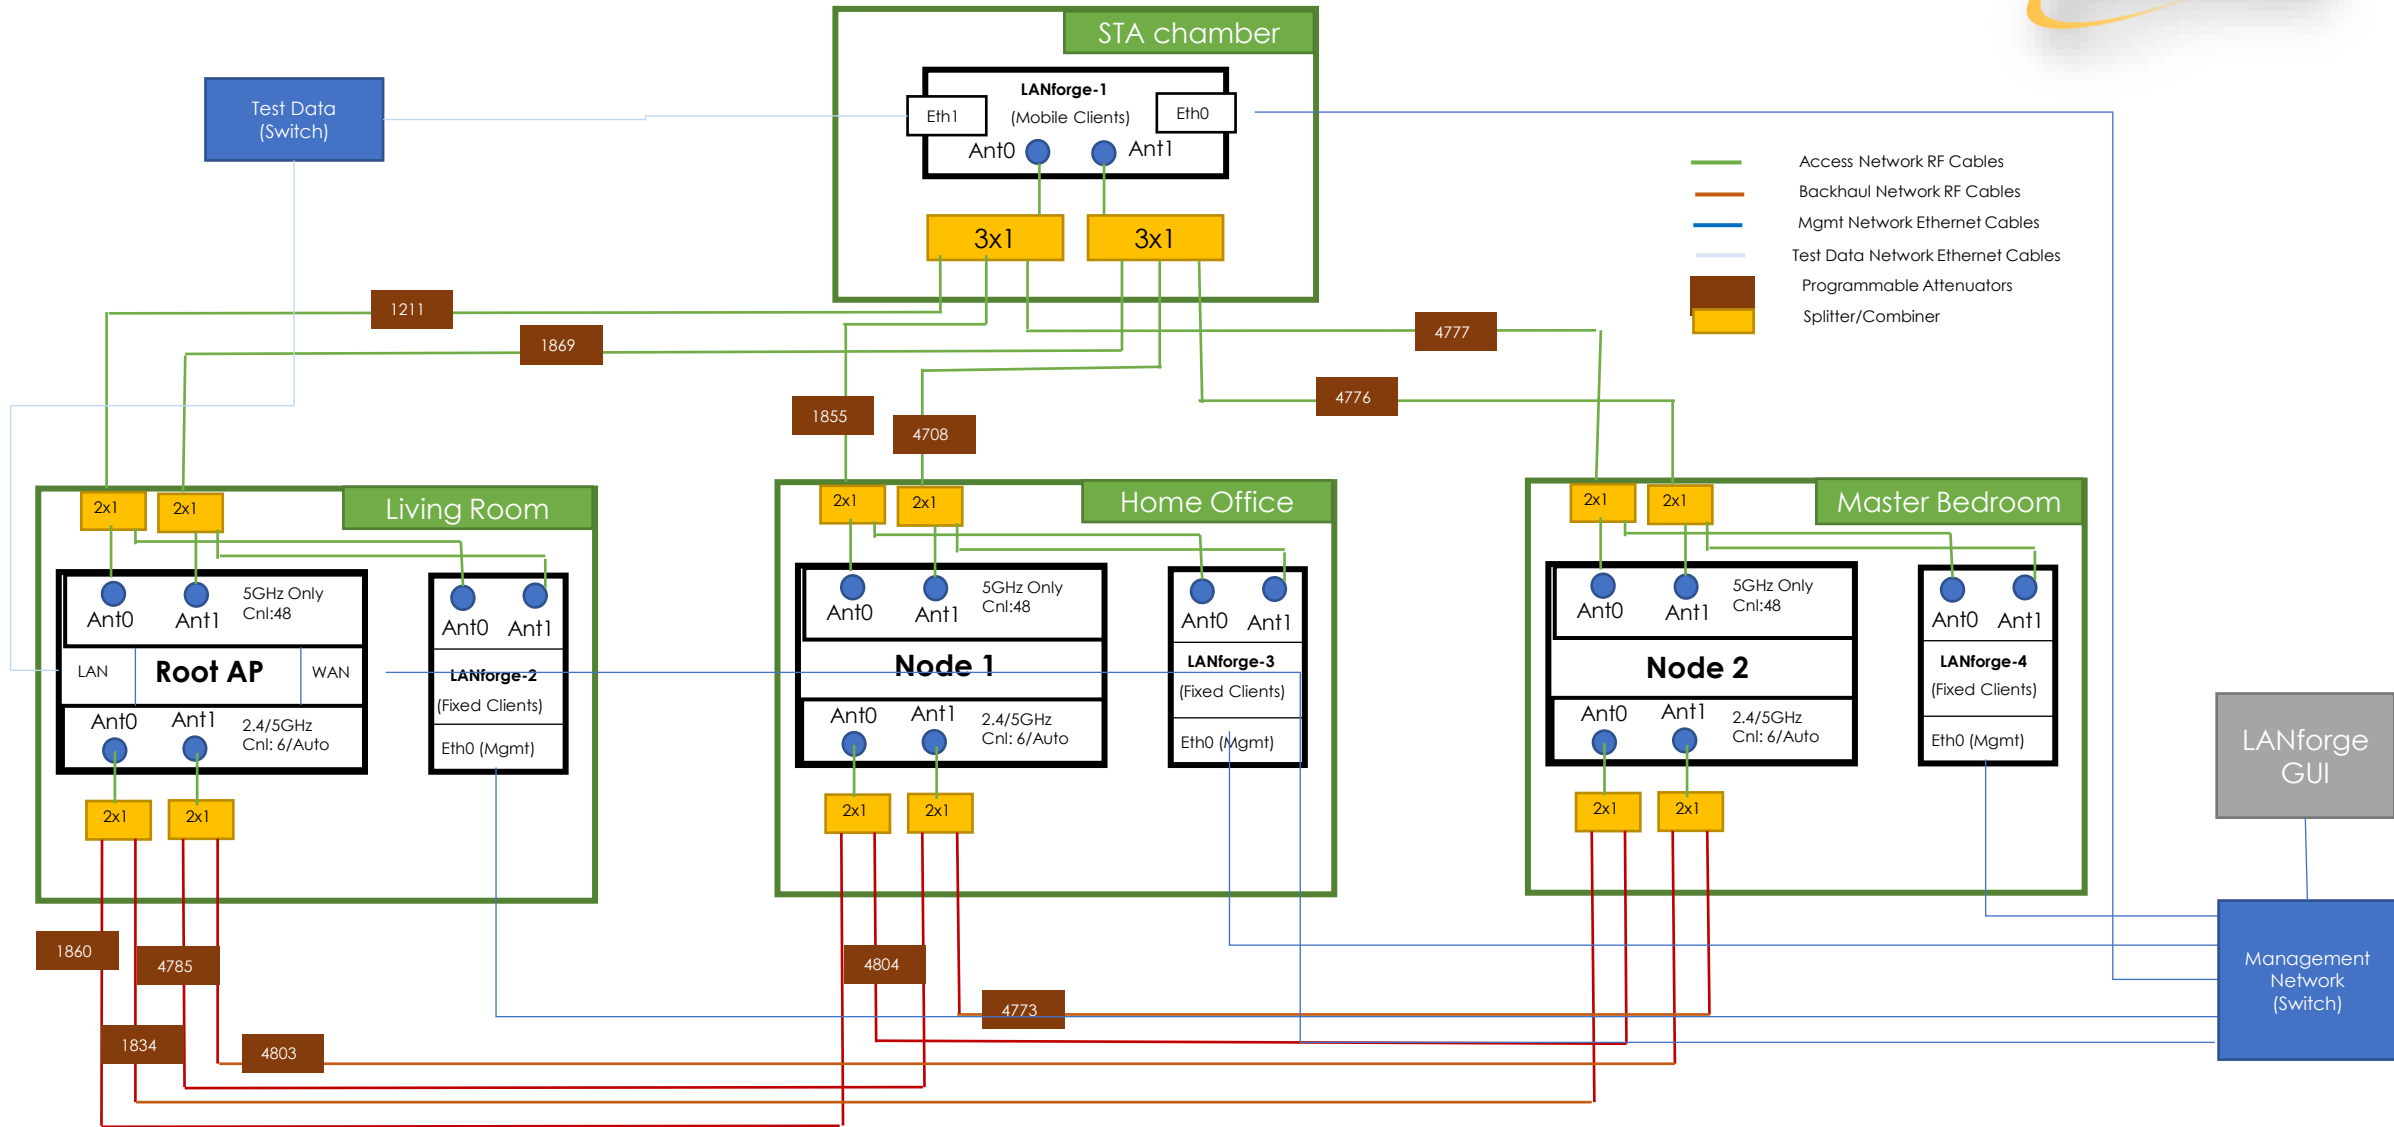 STA chamber
LANforge-1
(Mobile Clients)
Eth1
Eth0
Ant0
Ant1
3x1
3x1
Test Data
(Switch)
Access Network RF Cables
Backhaul Network RF Cables
Mgmt Network Ethernet Cables
Test Data Network Ethernet Cables
Programmable Attenuators
Splitter/Combiner
1211
1869
1855
4708
4777
4776
Living Room
2x1
2x1
Ant0
Ant1
5GHz Only
Cnl:48
LAN
Root AP
WAN
Ant0
Ant1
2.4/5GHz
Cnl: 6/Auto
2x1
2x1
Ant0
Ant1
LANforge-2
(Fixed Clients)
Eth0 (Mgmt)
Home Office
2x1
2x1
Ant0
Ant1
5GHz Only
Cnl:48
Node 1
Ant0
Ant1
2.4/5GHz
Cnl: 6/Auto
2x1
2x1
Ant0
Ant1
LANforge-3
(Fixed Clients)
Eth0 (Mgmt)
Master Bedroom
2x1
2x1
Ant0
Ant1
5GHz Only
Cnl:48
Node 2
Ant0
Ant1
2.4/5GHz
Cnl: 6/Auto
2x1
2x1
Ant0
Ant1
LANforge-4
(Fixed Clients)
Eth0 (Mgmt)
LANforge
GUI
Management
Network
(Switch)
1860
4785
1834
4803
4804
4773